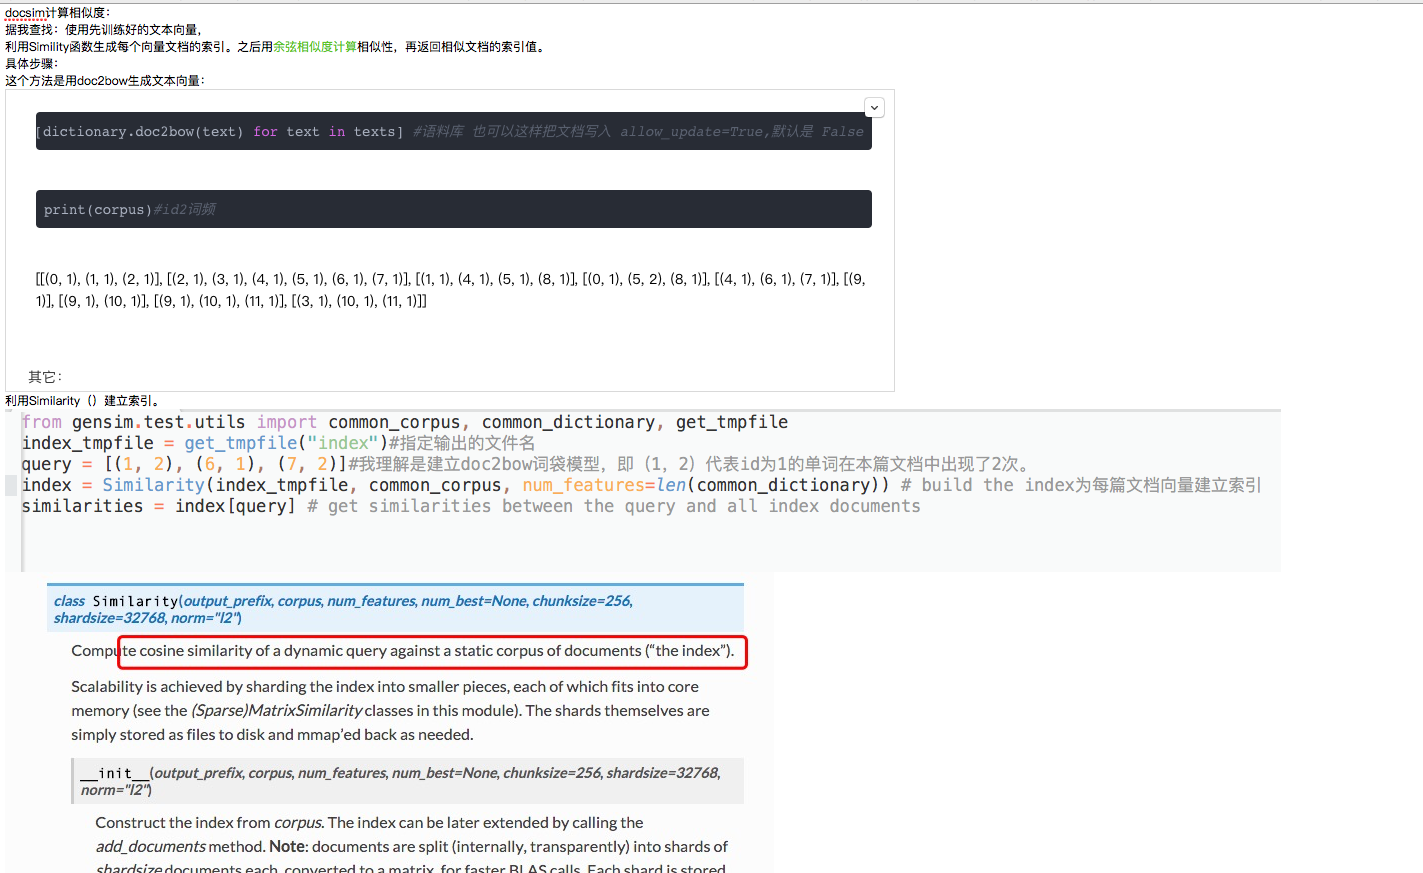 docsim计算相似度：
据我查找：使用先训练好的文本向量，
利用Simility函数生成每个向量文档的索引。之后用余弦相似度计算相似性，再返回相似文档的索引值。
具体步骤：
这个方法是用doc2bow生成文本向量：
[dictionary.doc2bow(text) for text in texts] #语料库 也可以这样把文档写入 allow_update=True,默认是 False
print(corpus)#id2词频
[[(0, 1), (1, 1), (2, 1)], [(2, 1), (3, 1), (4, 1), (5, 1), (6, 1), (7, 1)], [(1, 1), (4, 1), (5, 1), (8, 1)], [(0, 1), (5, 2), (8, 1)], [(4, 1), (6, 1), (7, 1)], [(9,
1)], [(9, 1), (10, 1)], [(9, 1), (10, 1), (11, 1)], [(3, 1), (10, 1), (11, 1)]]
其它：
利用Similarity（）建立索引。
from gensim.test.utils import common_corpus, common_dictionary, get_tmpfile
index_tmpfile = get_tmpfile("index")#指定输出的文件名
query = [(1, 2), (6, 1), (7, 2)]#我理解是建立doc2bow词袋模型，即（1，2）代表id为1的单词在本篇文档中出现了2次。
index = Similarity(index_tmpfile, common_corpus, num_features=len(common_dictionary)) # build the index为每篇文档向量建立索引
similarities = index[query] # get similarities between the query and all index documents
class Similarity(output_prefix, corpus, num_features, num_best=None, chunksize=256,
shardsize=32768, norm="l2")
Compute cosine similarity of a dynamic query against a static corpus of documents (“the index”).
Scalability is achieved by sharding the index into smaller pieces, each of which fits into core
memory (see the (Sparse)MatrixSimilarity classes in this module). The shards themselves are
simply stored as files to disk and mmap’ed back as needed.
__init__(output_prefix, corpus, num_features, num_best=None, chunksize=256, shardsize=32768,
norm="l2")
Construct the index from corpus. The index can be later extended by calling the
add_documents method. Note: documents are split (internally, transparently) into shards of
shardsize documents each, converted to a matrix, for faster BLAS calls. Each shard is stored